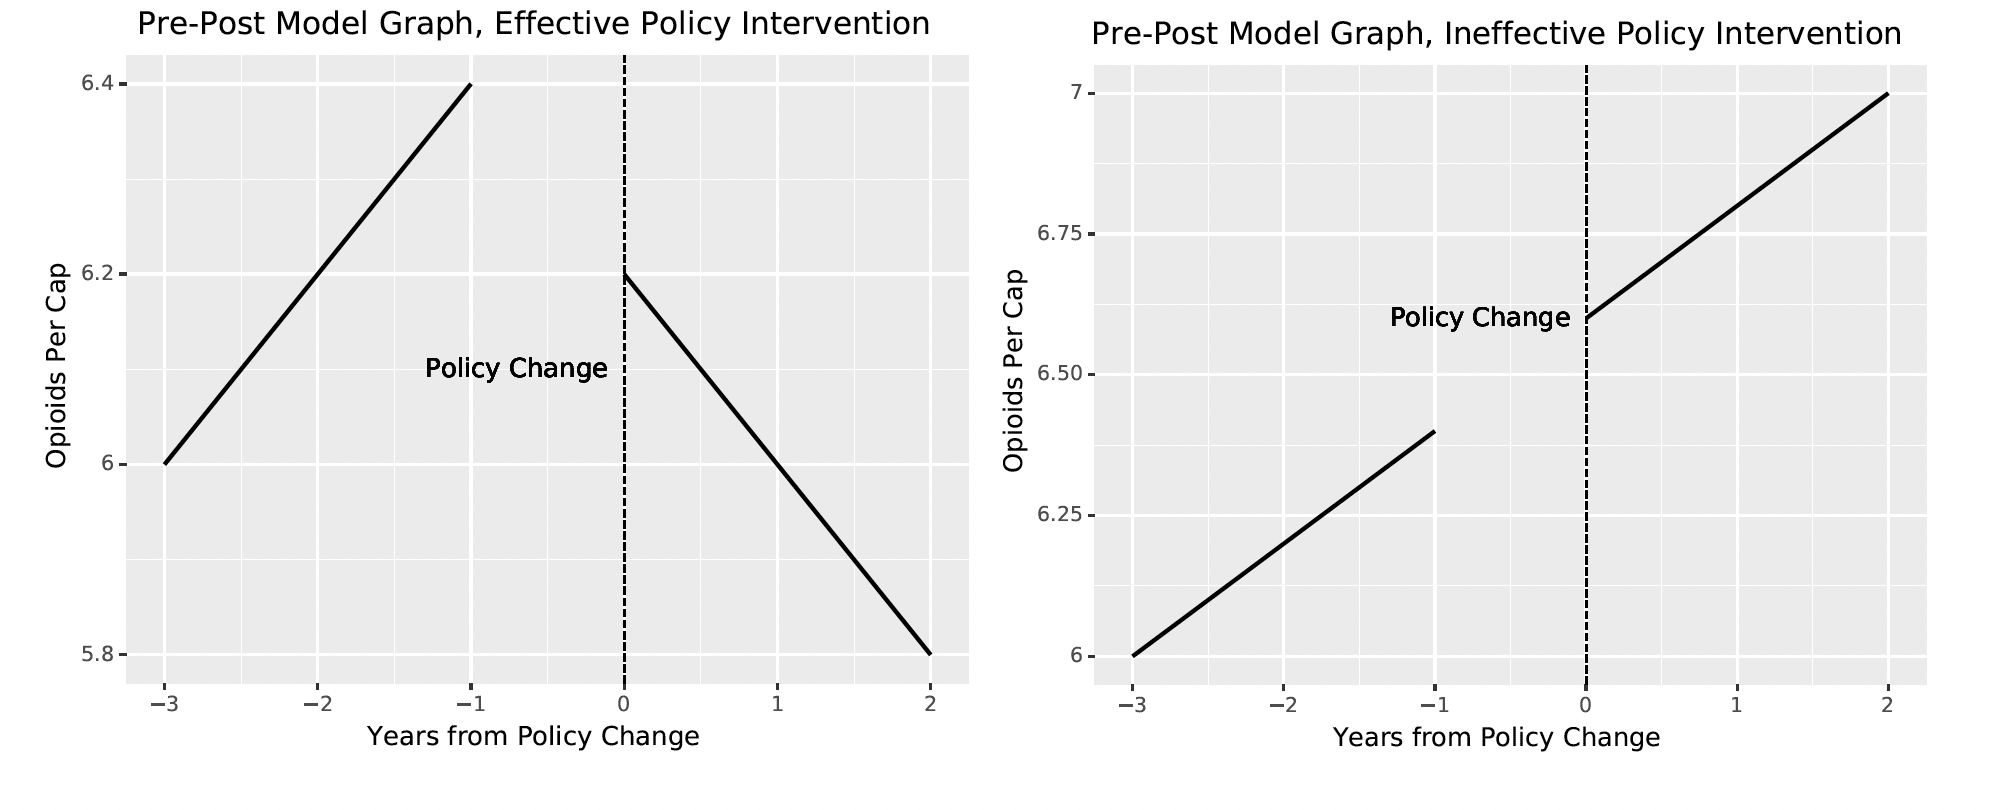 Pre-Post Model Graph, Effective Policy Intervention
6.4
6.2
6
5.8
Opioids Per Cap
Policy Change
−3
−2
−1
0
1
2
Years from Policy Change
Pre-Post Model Graph, Ineffective Policy Intervention
7
6.75
6.50
6.25
6
Opioids Per Cap
Policy Change
−3
−2
−1
0
1
2
Years from Policy Change